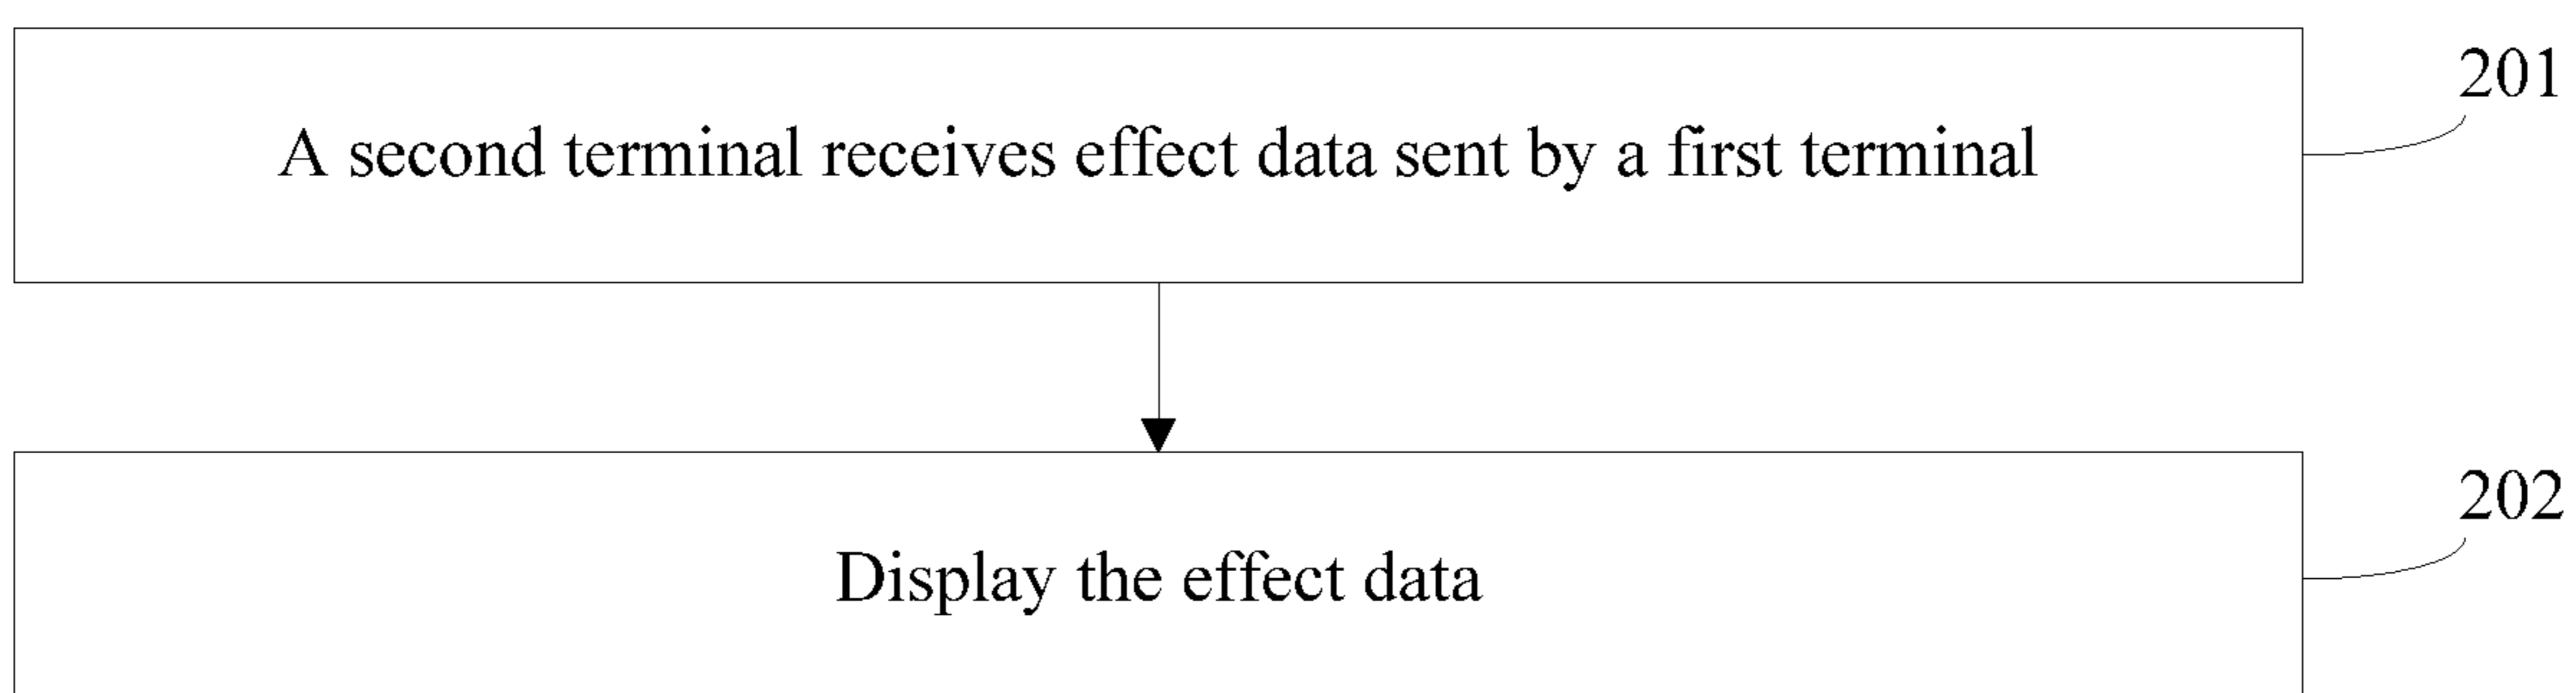 201
A second terminal receives effect data sent by a first terminal
202
Display the effect data